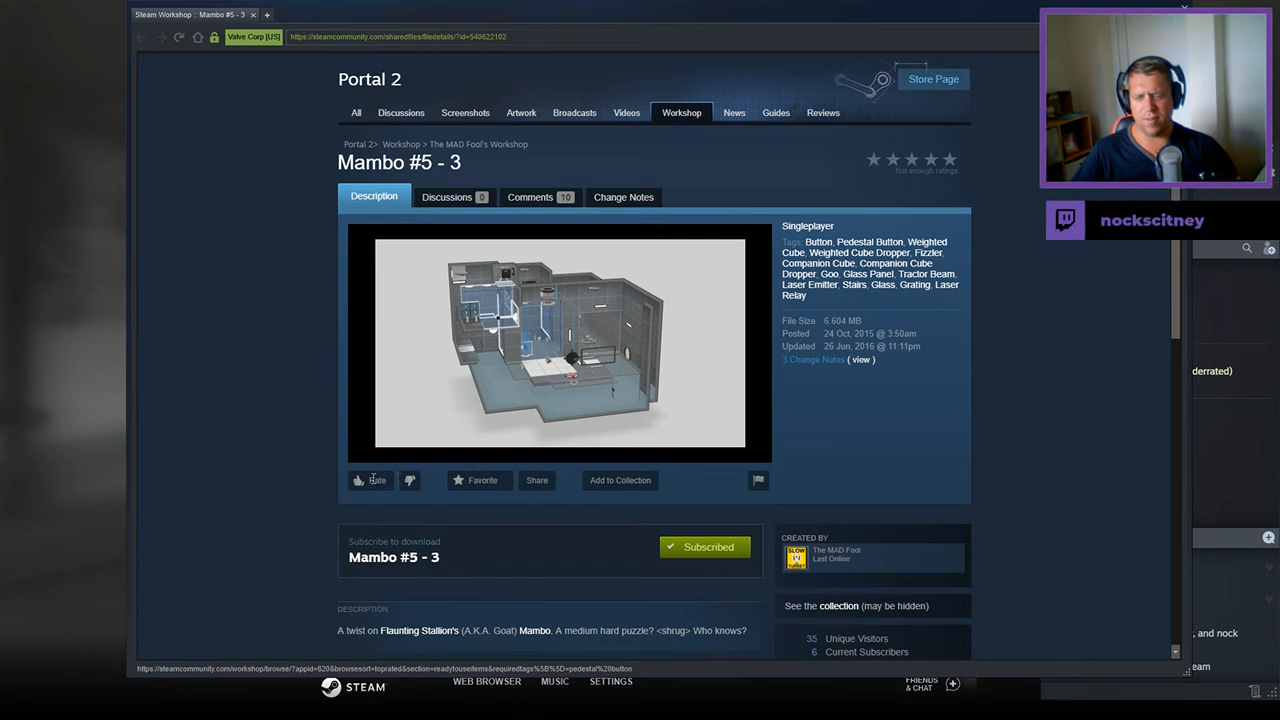 Steam Workshop :: Mambo #5 - 3
Valve Corp [US]
https://steamcommunity.com/sharedfiles/filedetails/?id=540622102
Portal 2
Store Page
All
Discussions
Screenshots
Artwork
Broadcasts
Videos
Workshop
News
Guides
Reviews
Portal 2> Workshop > The MAD Fool's Workshop
Mambo #5 - 3
Not enough ratings
Description
Discussions 0
Comments 10
Change Notes
nockscitney
Singleplayer
Tags: Button, Pedestal Button, Weighted
Cube, Weighted Cube Dropper, Fizzler,
Companion Cube, Companion Cube
Dropper, Goo, Glass Panel, Tractor Beam,
Laser Emitter, Stairs, Glass, Grating, Laser
Relay
File Size 6.604 MB
Posted 24 Oct, 2015 @ 3:50am
Updated 26 Jun, 2016 @ 11:11pm
3 Change Notes ( view )
derrated)
Rate
Favorite
Share
Add to Collection
Subscribe to download
Mambo #5 - 3
Subscribed
CREATED BY
The MAD Fool
Last Online
See the collection (may be hidden)
DESCRIPTION
A twist on Flaunting Stallion's (A.K.A. Goat) Mambo. A medium hard puzzle? <shrug> Who knows?
35 Unique Visitors
6 Current Subscribers
, and nock
eam
https://steamcommunity.com/workshop/browse/?appid=620&browsesort=toprated&section=readytouseitems&requiredtags%5B%5D=pedestal%20button
STEAM
WEB BROWSER
MUSIC
SETTINGS
FRIENDS
& CHAT